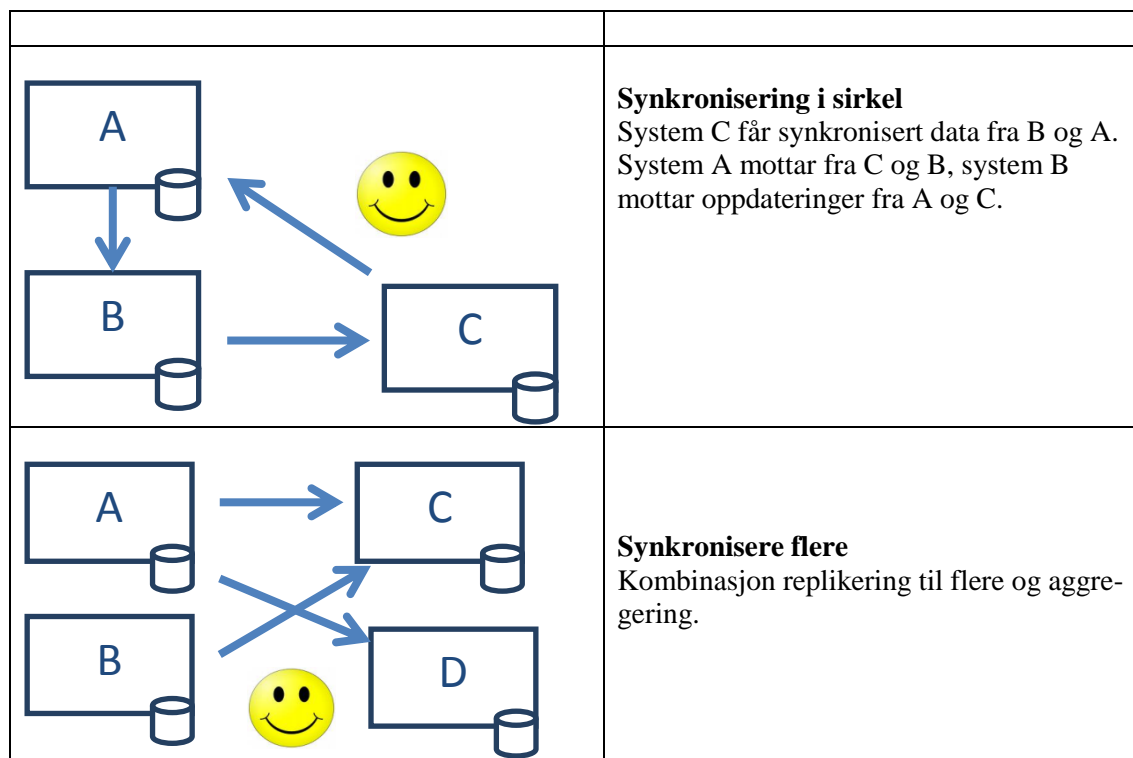 A
B
C
Synkronisering i sirkel
System C får synkronisert data fra B og A.
System A mottar fra C og B, system B
mottar oppdateringer fra A og C.
A
C
B
D
Synkronisere flere
Kombinasjon replikering til flere og aggre-
gering.